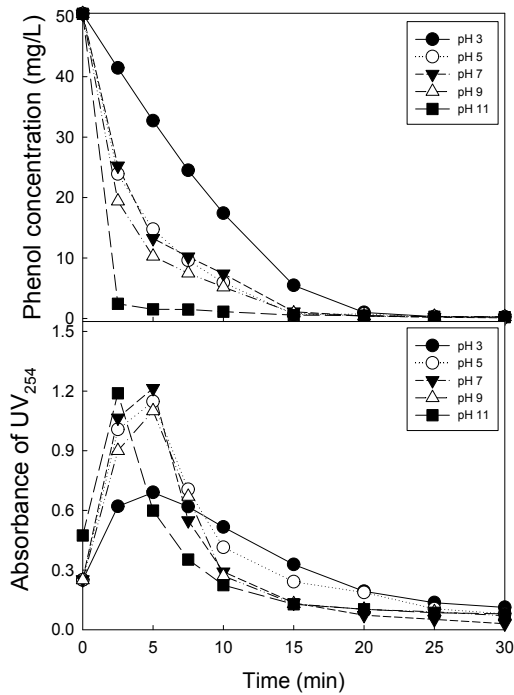 Phenol concentration (mg/L)
50
40
30
20
10
0
pH 3
pH 5
pH 7
pH 9
pH 11
Absorbance of UV254
1.5
1.2
0.9
0.6
0.3
0.0
pH 3
pH 5
pH 7
pH 9
pH 11
0 5 10 15 20 25 30
Time (min)